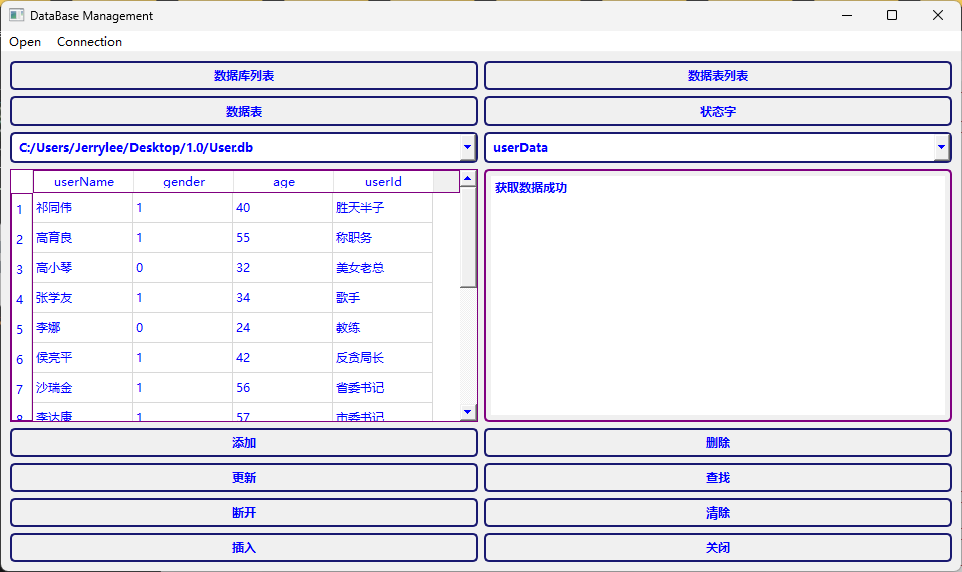 DataBase Management
Open Connection
数据库列表 数据表列表
数据表 状态字
C:/Users/Jerrylee/Desktop/1.0/User.db userData
userName gender age userId
1 祁同伟 1 40 胜天半子
2 高育良 1 55 称职务
3 高小琴 0 32 美女老总
4 张学友 1 34 歌手
5 李娜 0 24 教练
6 侯亮平 1 42 反贪局长
7 沙瑞金 1 56 省委书记
8 李达康 1 57 市委书记
获取数据成功
添加 删除
更新 查找
断开 清除
插入 关闭